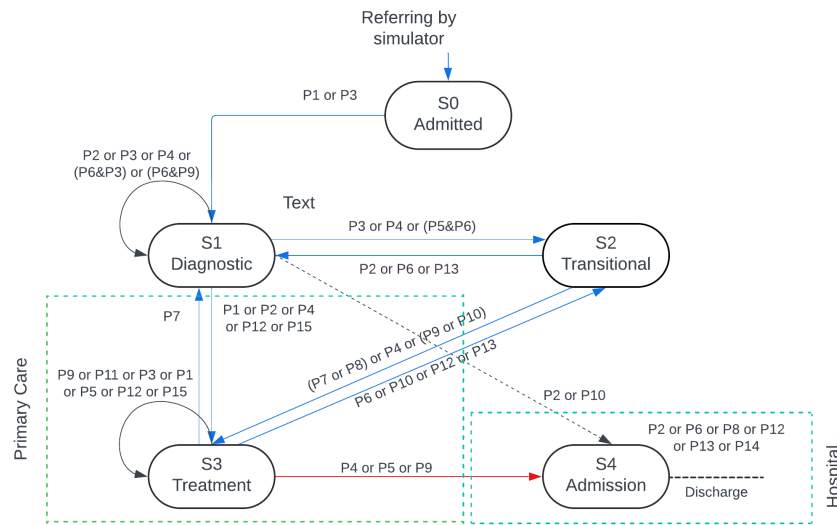 Referring by
simulator
P1 or P3
S0
Admitted
P2 or P3 or P4 or
(P6&P3) or (P6&P9)
Text
S1
Diagnostic
P3 or P4 or (P5&P6)
P2 or P6 or P13
S2
Transitional
P7
P1 or P2 or P4
or P12 or P15
(P7 or P8) or P4 or (P9 or P10)
P6 or P10 or P12 or P13
Primary Care
P9 or P11 or P3 or P1
or P5 or P12 or P15
P2 or P10
S3
Treatment
P4 or P5 or P9
S4
Admission
P2 or P6 or P8 or P12
or P13 or P14
Discharge
Hospital